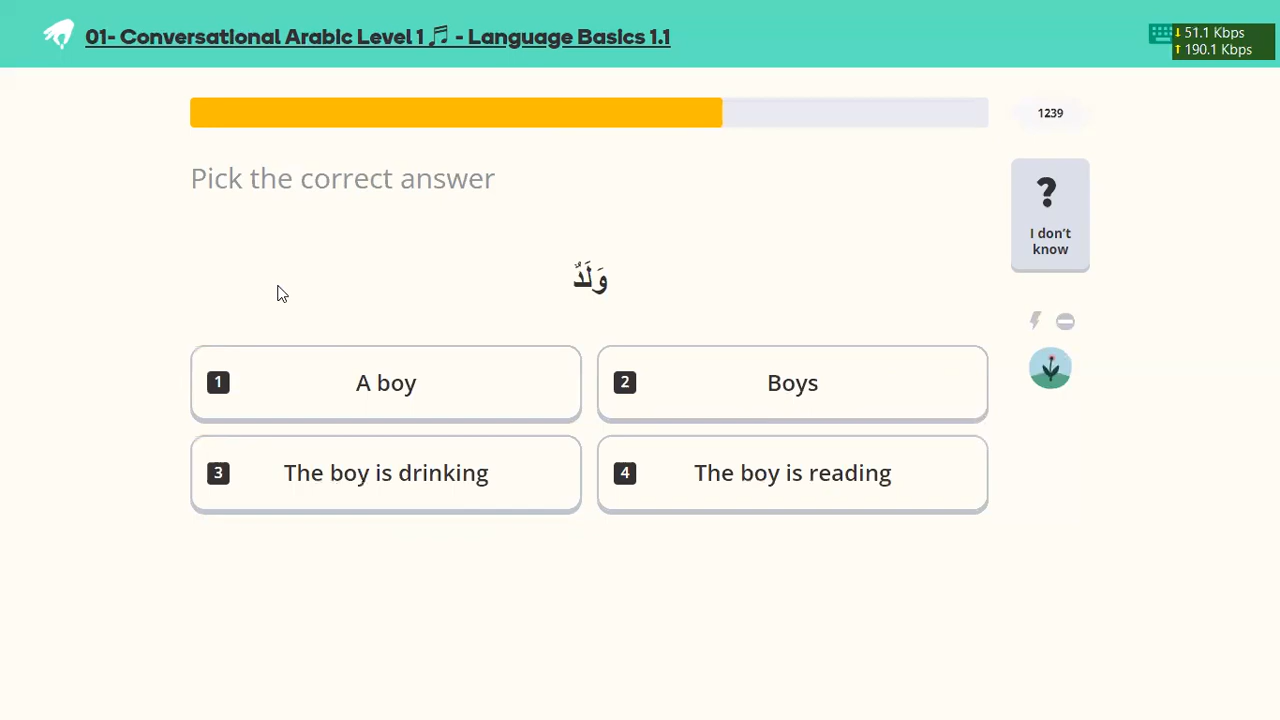 01- Conversational Arabic Level 1 🎵 - Language Basics 1.1
↓ 51.1 Kbps
↑ 190.1 Kbps
1239
Pick the correct answer
?
I don't
know
وَلَدٌ
1 A boy
2 Boys
3 The boy is drinking
4 The boy is reading